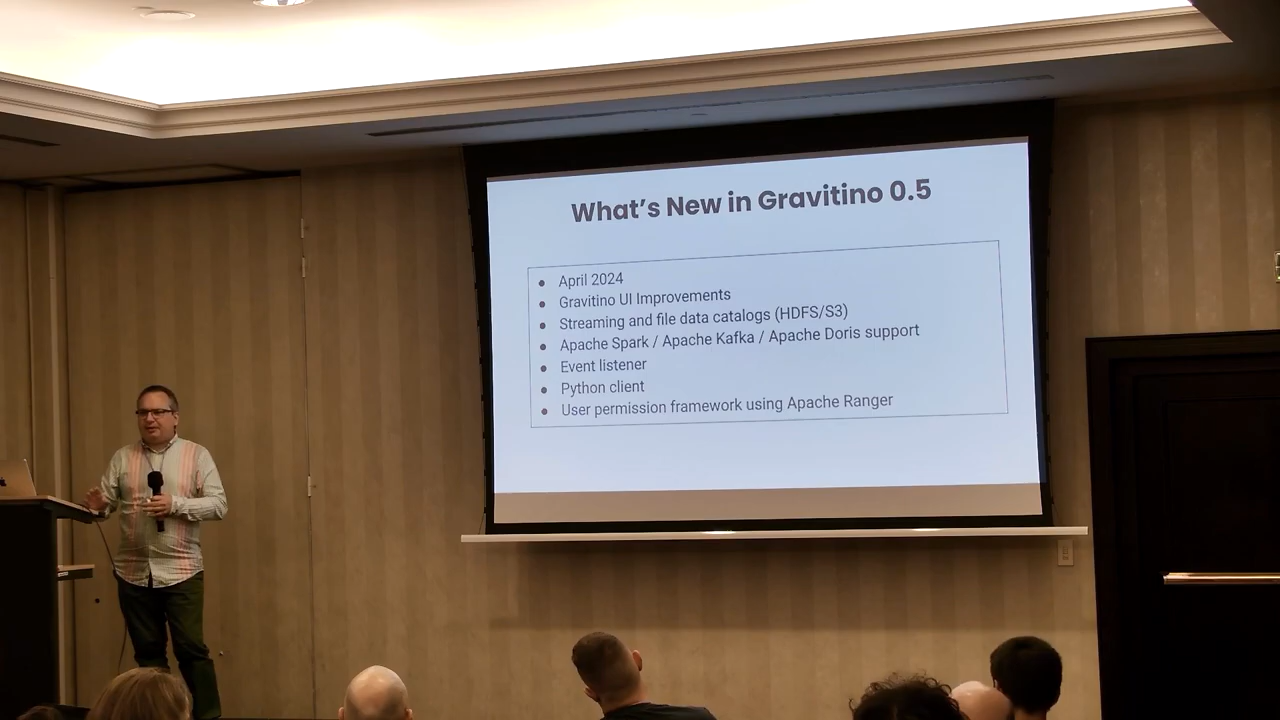 What's New in Gravitino 0.5
April 2024
Gravitino UI Improvements
Streaming and file data catalogs (HDFS/S3)
Apache Spark / Apache Kafka / Apache Doris support
Event listener
Python client
User permission framework using Apache Ranger